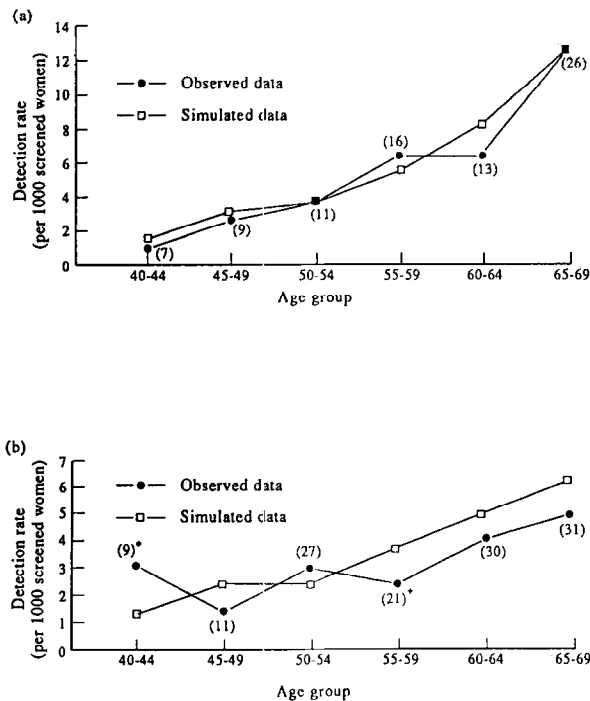 (a)
14
12
10
8
6
4
2
0
Detection rate
(per 1000 screened women)
Observed data
Simulated data
(7)
(9)
(11)
(16)
(13)
(26)
40-44 45-49 50-54 55-59 60-64 65-69
Age group
(b)
7
6
5
4
3
2
1
0
Detection rate
(per 1000 screened women)
Observed data
Simulated data
(9)*
(11)
(27)
(21)+
(30)
(31)
40-44 45-49 50-54 55-59 60-64 65-69
Age group